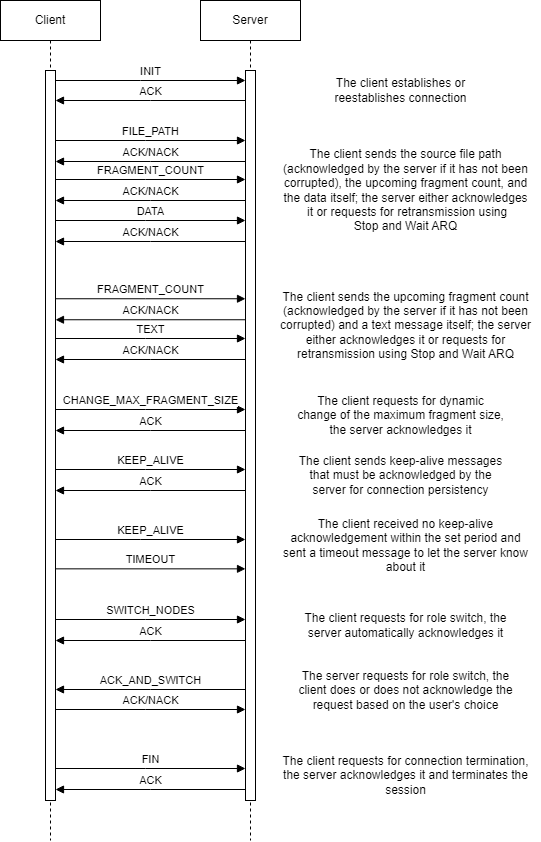 Client
Server
INIT
ACK
The client establishes or
reestablishes connection
FILE_PATH
ACK/NACK
FRAGMENT_COUNT
ACK/NACK
DATA
ACK/NACK
The client sends the source file path
(acknowledged by the server if it has not been
corrupted), the upcoming fragment count, and
the data itself; the server either acknowledges
it or requests for retransmission using
Stop and Wait ARQ
FRAGMENT_COUNT
ACK/NACK
TEXT
ACK/NACK
The client sends the upcoming fragment count
(acknowledged by the server if it has not been
corrupted) and a text message itself; the server
either acknowledges it or requests for
retransmission using Stop and Wait ARQ
CHANGE_MAX_FRAGMENT_SIZE
ACK
The client requests for dynamic
change of the maximum fragment size,
the server acknowledges it
KEEP_ALIVE
ACK
The client sends keep-alive messages
that must be acknowledged by the
server for connection persistency
KEEP_ALIVE
TIMEOUT
The client received no keep-alive
acknowledgement within the set period and
sent a timeout message to let the server know
about it
SWITCH_NODES
ACK
The client requests for role switch, the
server automatically acknowledges it
ACK_AND_SWITCH
ACK/NACK
The server requests for role switch, the
client does or does not acknowledge the
request based on the user's choice
FIN
ACK
The client requests for connection termination,
the server acknowledges it and terminates the
session